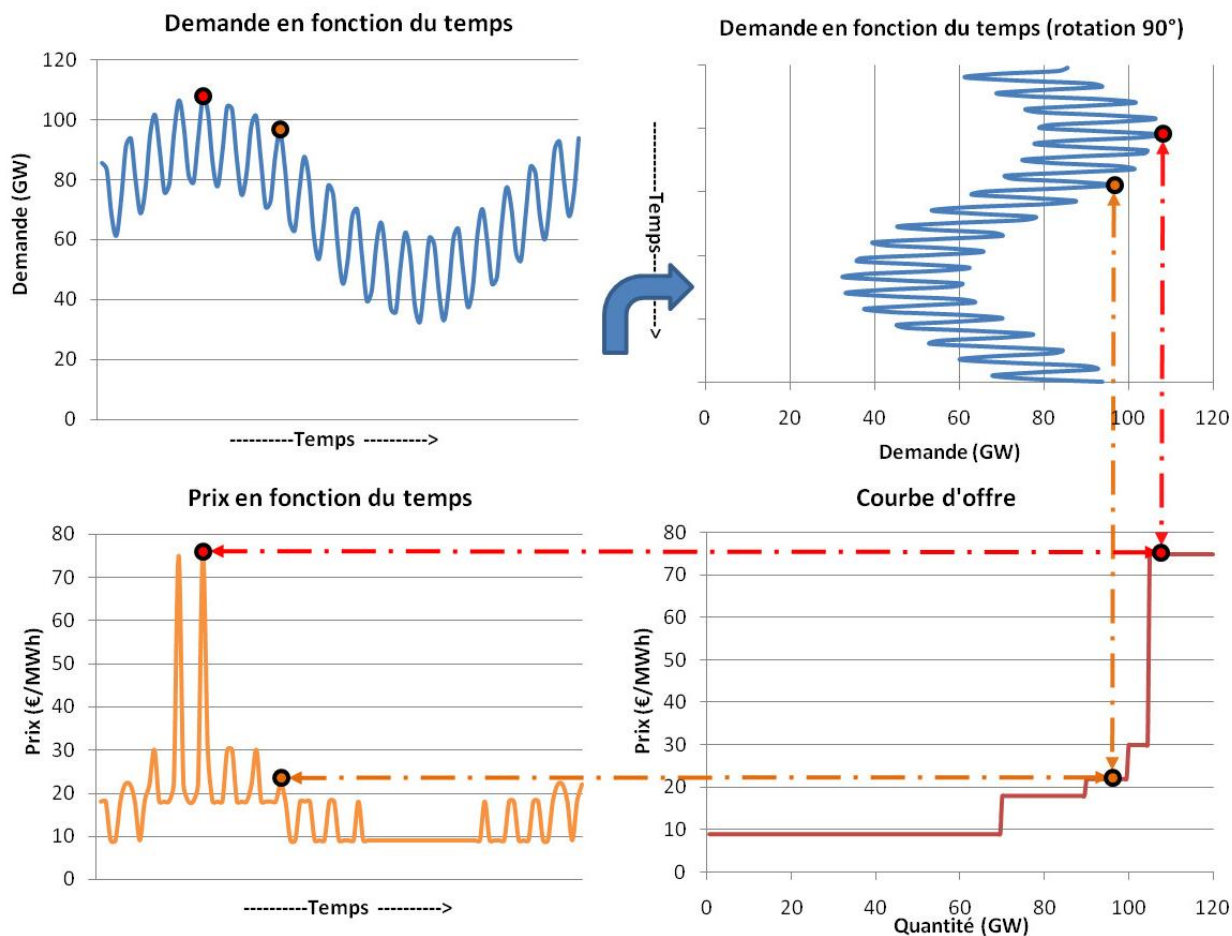 Demande en fonction du temps
Demande (GW)
120
100
80
60
40
20
0
----------Temps ---------->
Demande en fonction du temps (rotation 90°)
----------Temps---------->
0 20 40 60 80 100 120
Demande (GW)
Prix en fonction du temps
Prix (€/MWh)
80
70
60
50
40
30
20
10
0
----------Temps ---------->
Courbe d'offre
Prix (€/MWh)
80
70
60
50
40
30
20
10
0
0 20 40 60 80 100 120
Quantité (GW)